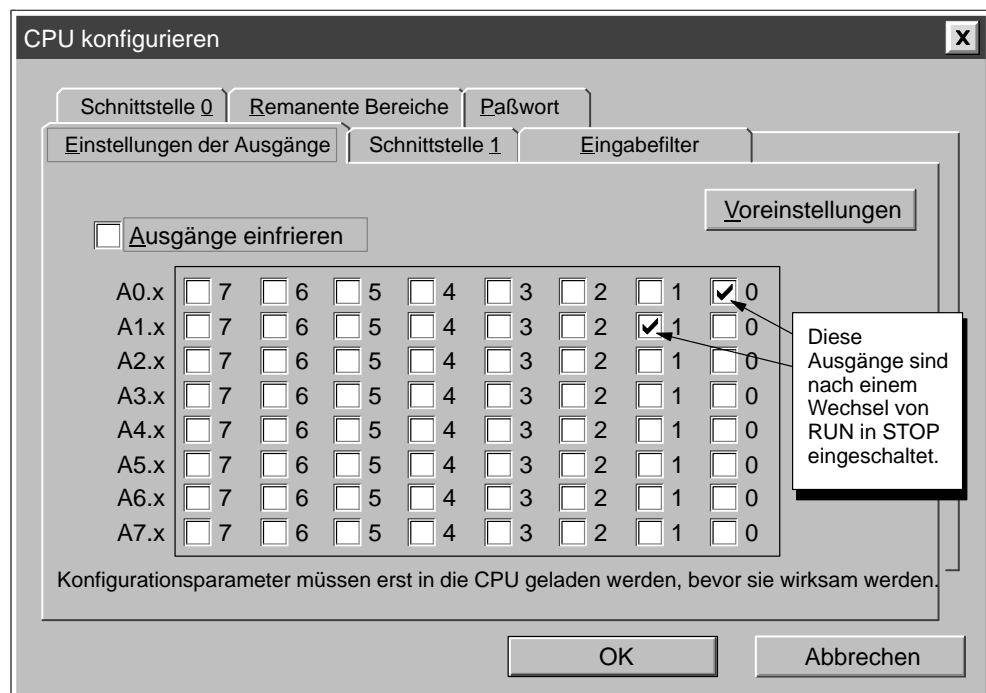 CPU konfigurieren
X
Schnittstelle 0
Remanente Bereiche
Paßwort
Einstellungen der Ausgänge
Schnittstelle 1
Eingabefilter
Voreinstellungen
Ausgänge einfrieren
A0.x 7 6 5 4 3 2 1 0
A1.x 7 6 5 4 3 2 1 0
A2.x 7 6 5 4 3 2 1 0
A3.x 7 6 5 4 3 2 1 0
A4.x 7 6 5 4 3 2 1 0
A5.x 7 6 5 4 3 2 1 0
A6.x 7 6 5 4 3 2 1 0
A7.x 7 6 5 4 3 2 1 0
Diese
Ausgänge sind
nach einem
Wechsel von
RUN in STOP
eingeschaltet.
Konfigurationsparameter müssen erst in die CPU geladen werden, bevor sie wirksam werden.
OK
Abbrechen